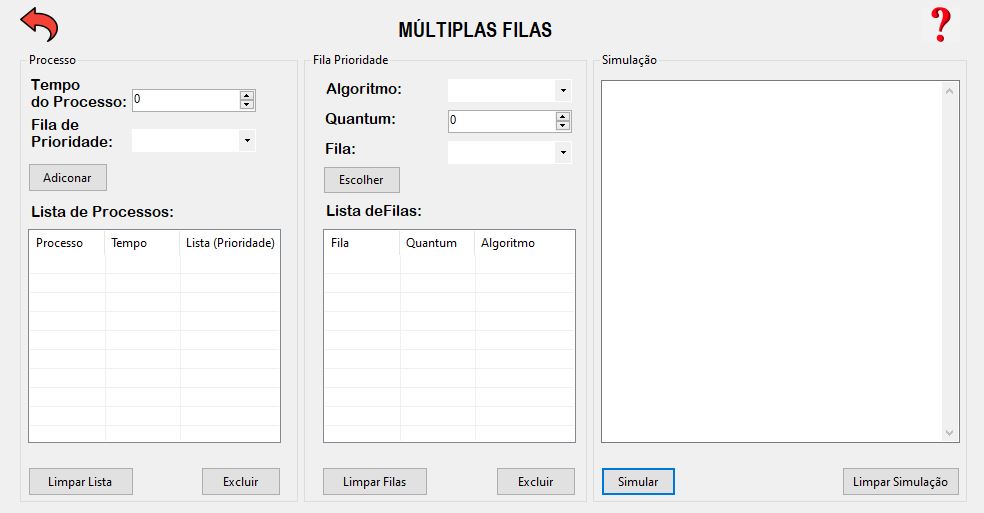 MÚLTIPLAS FILAS
Processo
Tempo
do Processo:
0
Fila de
Prioridade:
Adiconar
Lista de Processos:
Processo Tempo Lista (Prioridade)
Limpar Lista Excluir
Fila Prioridade
Algoritmo:
Quantum:
0
Fila:
Escolher
Lista deFilas:
Fila Quantum Algoritmo
Limpar Filas Excluir
Simulação
Simular Limpar Simulação
?